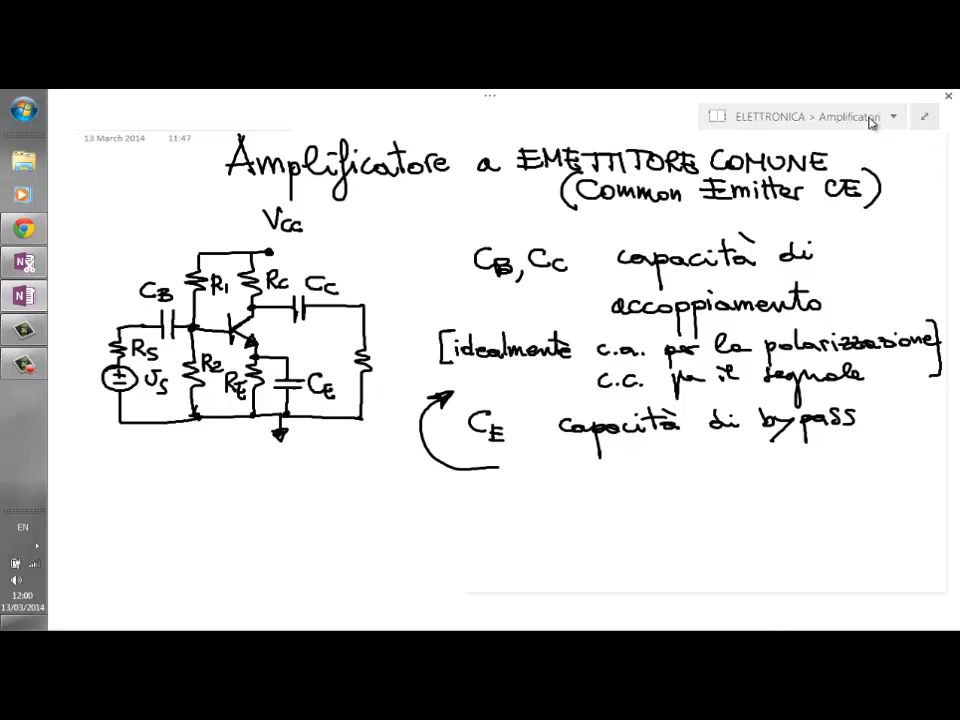 13 March 2014 11:47
ELETTRONICA > Amplificatori
Amplificatore a EMETTITORE COMUNE
(Common Emitter CE)
VCC
R1
RC
CC
CB
RS
R2
RE
CE
vS
CB, CC capacità di
accoppiamento
[idealmente c.a. per la polarizzazione
c.c. per il segnale]
CE capacità di bypass
EN
12:00
13/03/2014